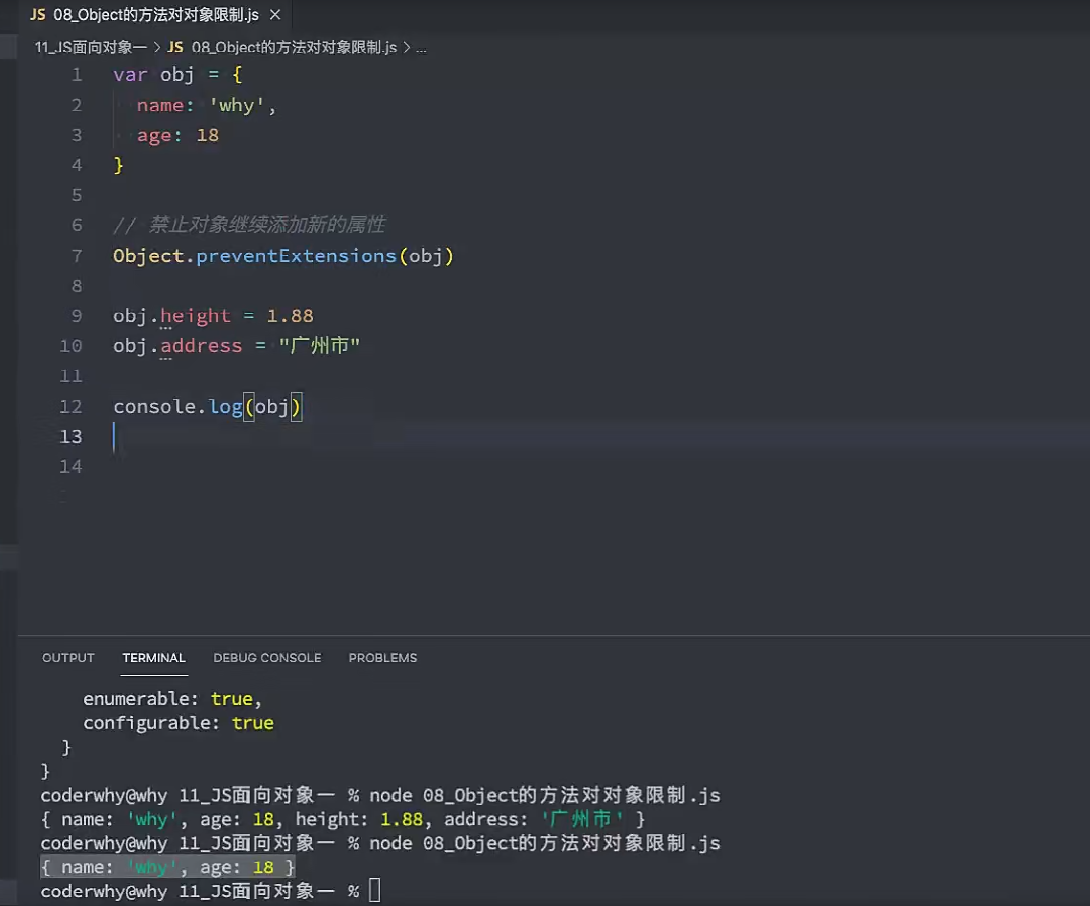 JS 08_Object的方法对对象限制.js ×
11_JS面向对象一 > JS 08_Object的方法对对象限制.js > ...
1 var obj = {
2 name: 'why',
3 age: 18
4 }
5
6 // 禁止对象继续添加新的属性
7 Object.preventExtensions(obj)
8
9 obj.height = 1.88
10 obj.address = "广州市"
11
12 console.log(obj)
13
14
OUTPUT TERMINAL DEBUG CONSOLE PROBLEMS
enumerable: true,
configurable: true
}
}
coderwhy@why 11_JS面向对象一 % node 08_Object的方法对对象限制.js
{ name: 'why', age: 18, height: 1.88, address: '广州市' }
coderwhy@why 11_JS面向对象一 % node 08_Object的方法对对象限制.js
{ name: 'why', age: 18 }
coderwhy@why 11_JS面向对象一 %